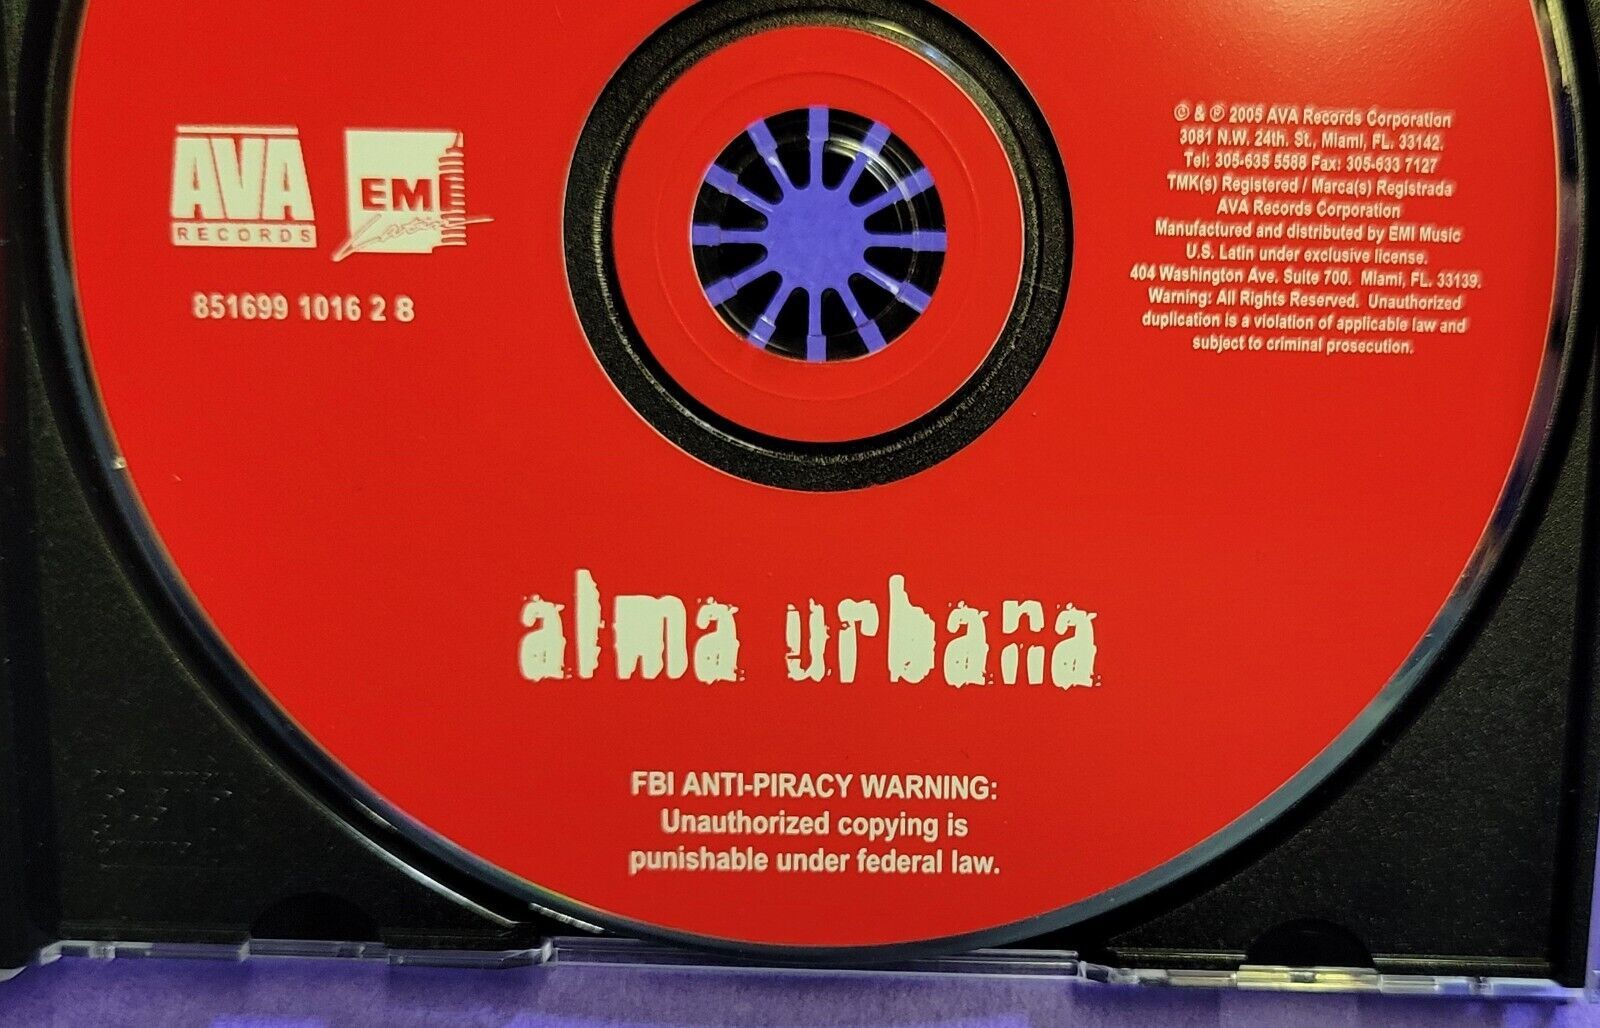 AVA
RECORDS
EMI
Latin
851699 1016 2 8
© & ℗ 2005 AVA Records Corporation
3081 N.W. 24th. St., Miami, FL. 33142.
Tel: 305-635 5588 Fax: 305-633 7127
TMK(s) Registered / Marca(s) Registrada
AVA Records Corporation
Manufactured and distributed by EMI Music
U.S. Latin under exclusive license.
404 Washington Ave. Suite 700. Miami, FL. 33139.
Warning: All Rights Reserved. Unauthorized
duplication is a violation of applicable law and
subject to criminal prosecution.
alma urbana
FBI ANTI-PIRACY WARNING:
Unauthorized copying is
punishable under federal law.